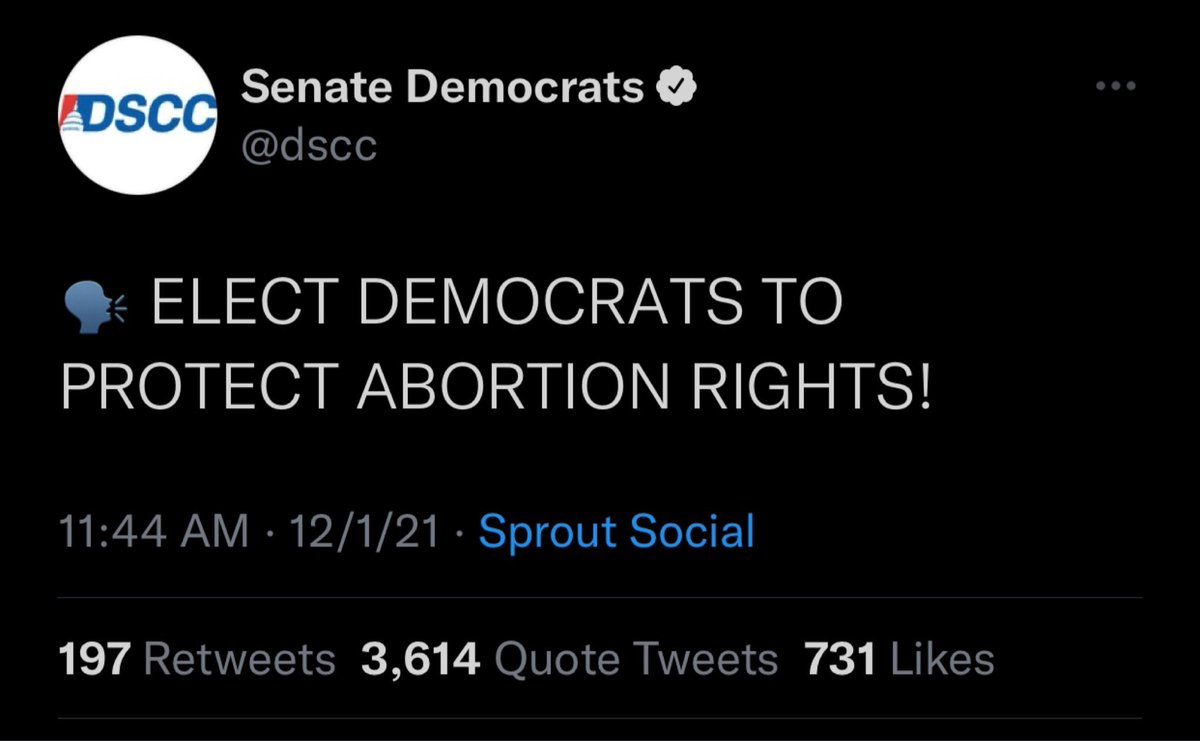 DSCC
Senate Democrats
@dscc
🗣 ELECT DEMOCRATS TO
PROTECT ABORTION RIGHTS!
11:44 AM · 12/1/21 · Sprout Social
197 Retweets 3,614 Quote Tweets 731 Likes